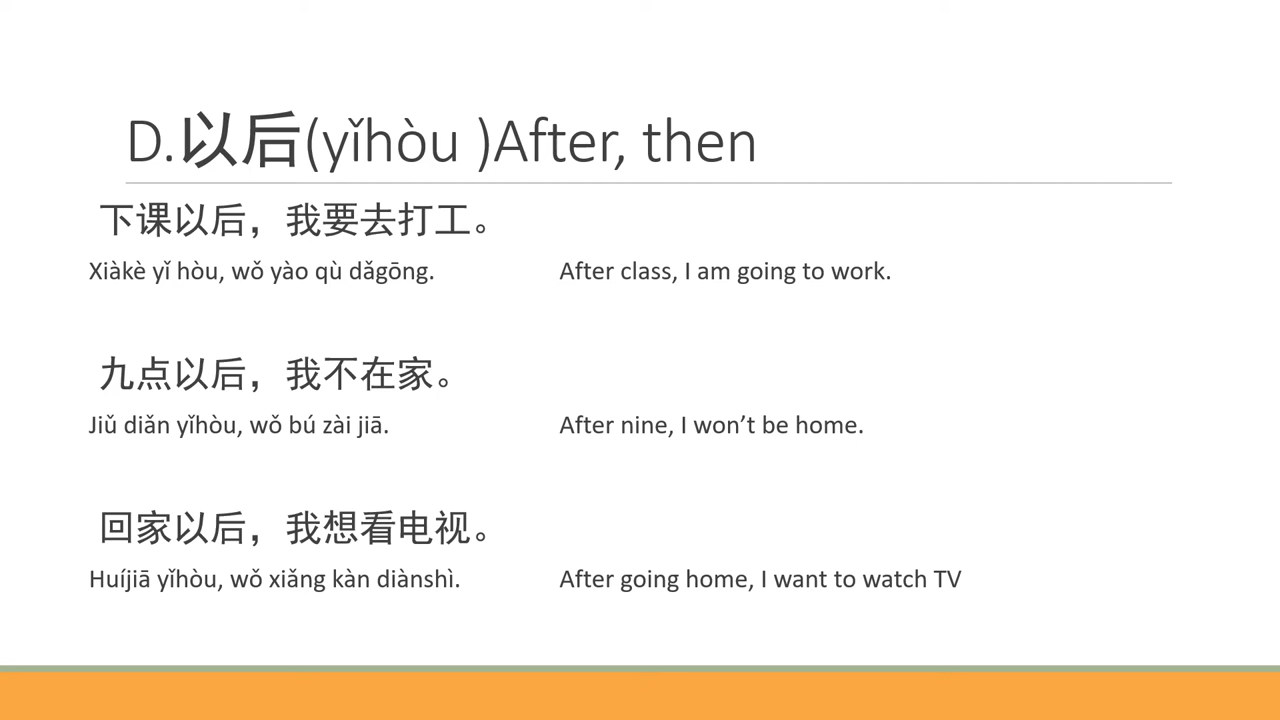 D.以后(yǐhòu )After, then
下课以后，我要去打工。
Xiàkè yǐ hòu, wǒ yào qù dǎgōng. After class, I am going to work.
九点以后，我不在家。
Jiǔ diǎn yǐhòu, wǒ bú zài jiā. After nine, I won’t be home.
回家以后，我想看电视。
Huíjiā yǐhòu, wǒ xiǎng kàn diànshì. After going home, I want to watch TV